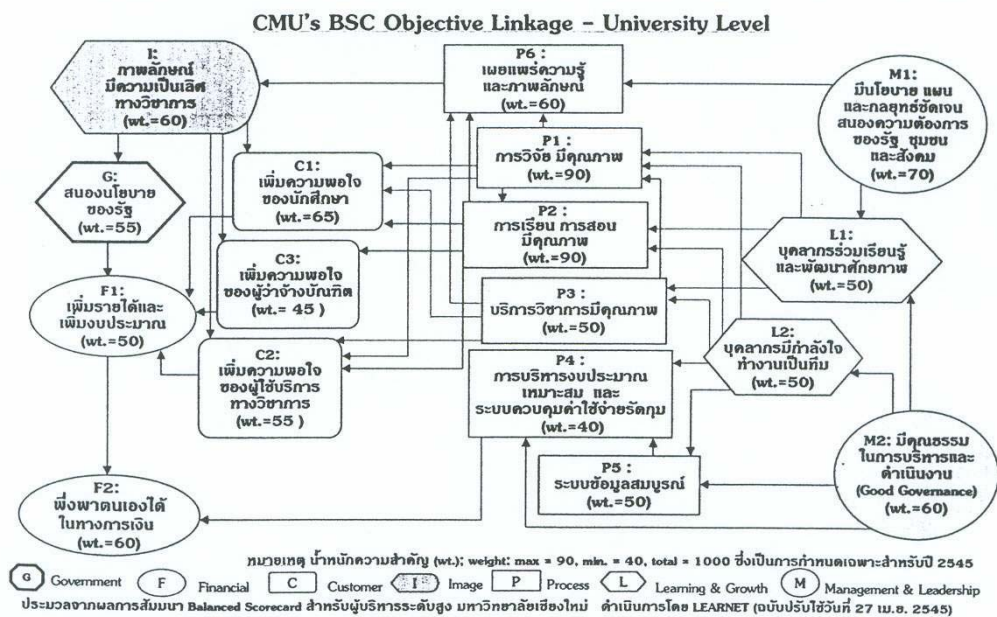 CMU's BSC Objective Linkage – University Level
I:
ภาพลักษณ์
มีความเป็นเลิศ
ทางวิชาการ
(wt.=60)
P6 :
เผยแพร่ความรู้
และภาพลักษณ์
(wt.=60)
M1:
มีนโยบาย แผน
และกลยุทธ์ชัดเจน
สนองความต้องการ
ของรัฐ ชุมชน
และสังคม
(wt.=70)
G:
สนองนโยบาย
ของรัฐ
(wt.=55)
C1:
เพิ่มความพอใจ
ของนักศึกษา
(wt.=65)
P1 :
การวิจัย มีคุณภาพ
(wt.=90)
P2 :
การเรียน การสอน
มีคุณภาพ
(wt.=90)
L1:
บุคลากรร่วมเรียนรู้
และพัฒนาศักยภาพ
(wt.=50)
F1:
เพิ่มรายได้และ
เพิ่มงบประมาณ
(wt.=50)
C3:
เพิ่มความพอใจ
ของผู้ว่าจ้างบัณฑิต
(wt.= 45 )
P3 :
บริการวิชาการมีคุณภาพ
(wt.=50)
L2:
บุคลากรมีกำลังใจ
ทำงานเป็นทีม
(wt.=50)
C2:
เพิ่มความพอใจ
ของผู้ใช้บริการ
ทางวิชาการ
(wt.=55 )
P4 :
การบริหารงบประมาณ
เหมาะสม และ
ระบบควบคุมค่าใช้จ่ายรัดกุม
(wt.=40)
M2: มีคุณธรรม
ในการบริหารและ
ดำเนินงาน
(Good Governance)
(wt.=60)
P5 :
ระบบข้อมูลสมบูรณ์
(wt.=50)
F2:
พึ่งพาตนเองได้
ในทางการเงิน
(wt.=60)
หมายเหตุ น้ำหนักความสำคัญ (wt.); weight: max = 90, min. = 40, total = 1000 ซึ่งเป็นการกำหนดเฉพาะสำหรับปี 2545
G Government F Financial C Customer I Image P Process L Learning & Growth M Management & Leadership
ประมวลจากผลการสัมมนา Balanced Scorecard สำหรับผู้บริหารระดับสูง มหาวิทยาลัยเชียงใหม่ ดำเนินการโดย LEARNET (ฉบับปรับใช้วันที่ 27 เม.ย. 2545)